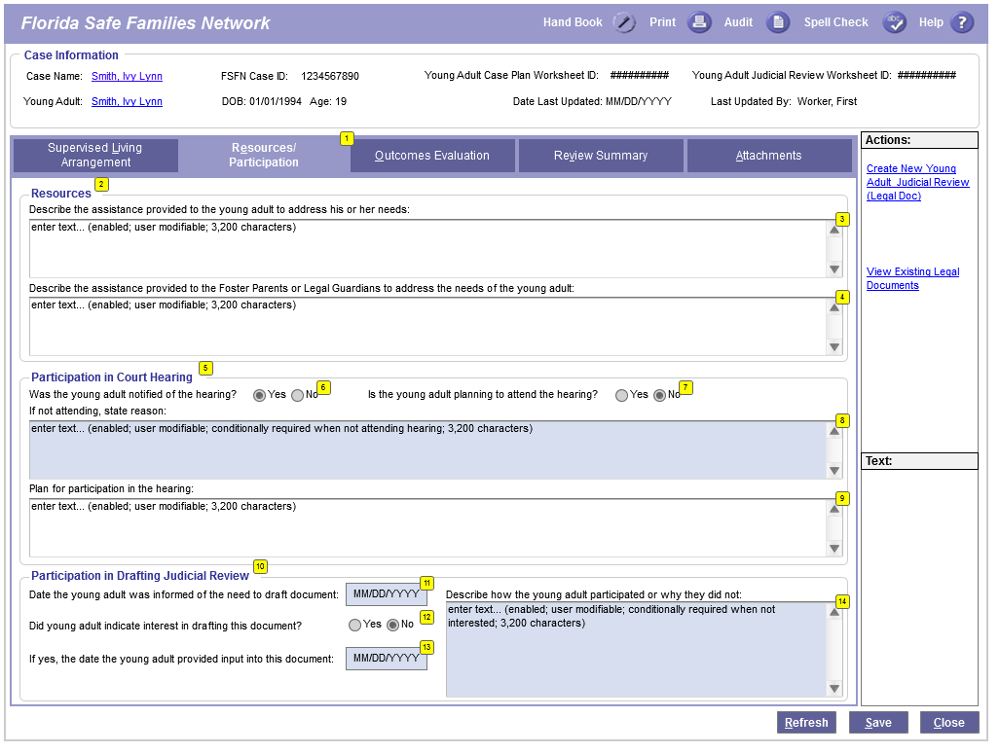 Florida Safe Families Network
Hand Book Print Audit Spell Check abc Help ?
Case Information
Case Name: Smith, Ivy Lynn FSFN Case ID: 1234567890 Young Adult Case Plan Worksheet ID: ########## Young Adult Judicial Review Worksheet ID: ##########
Young Adult: Smith, Ivy Lynn DOB: 01/01/1994 Age: 19 Date Last Updated: MM/DD/YYYY Last Updated By: Worker, First
Supervised Living
Arrangement
Resources/
Participation
1
Outcomes Evaluation
Review Summary
Attachments
2
Resources
Describe the assistance provided to the young adult to address his or her needs:
3
enter text... (enabled; user modifiable; 3,200 characters)
Describe the assistance provided to the Foster Parents or Legal Guardians to address the needs of the young adult:
4
enter text... (enabled; user modifiable; 3,200 characters)
5
Participation in Court Hearing
Was the young adult notified of the hearing? Yes No 6 Is the young adult planning to attend the hearing? Yes No 7
If not attending, state reason:
8
enter text... (enabled; user modifiable; conditionally required when not attending hearing; 3,200 characters)
Plan for participation in the hearing:
9
enter text... (enabled; user modifiable; 3,200 characters)
10
Participation in Drafting Judicial Review
Date the young adult was informed of the need to draft document: MM/DD/YYYY 11
Did young adult indicate interest in drafting this document? Yes No 12
If yes, the date the young adult provided input into this document: MM/DD/YYYY 13
Describe how the young adult participated or why they did not:
14
enter text... (enabled; user modifiable; conditionally required when not
interested; 3,200 characters)
Actions:
Create New Young
Adult Judicial Review
(Legal Doc)
View Existing Legal
Documents
Text:
Refresh Save Close